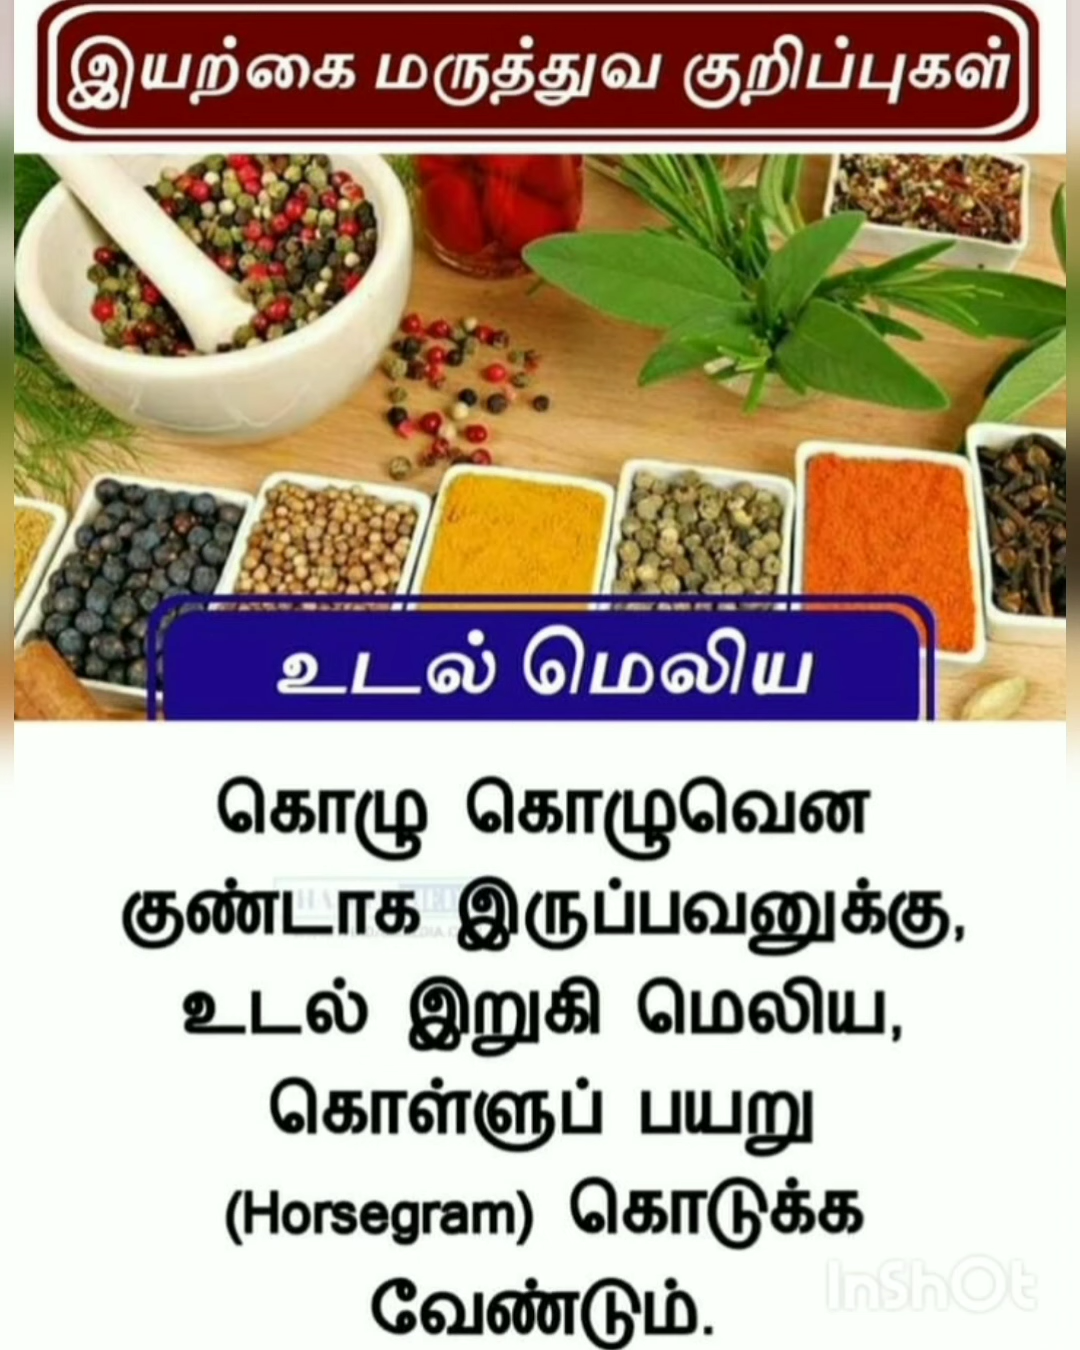 இயற்கை மருத்துவ குறிப்புகள்
உடல் மெலிய
கொழு கொழுவென
குண்டாக இருப்பவனுக்கு,
உடல் இறுகி மெலிய,
கொள்ளுப் பயறு
(Horsegram) கொடுக்க
வேண்டும்.
InShOt